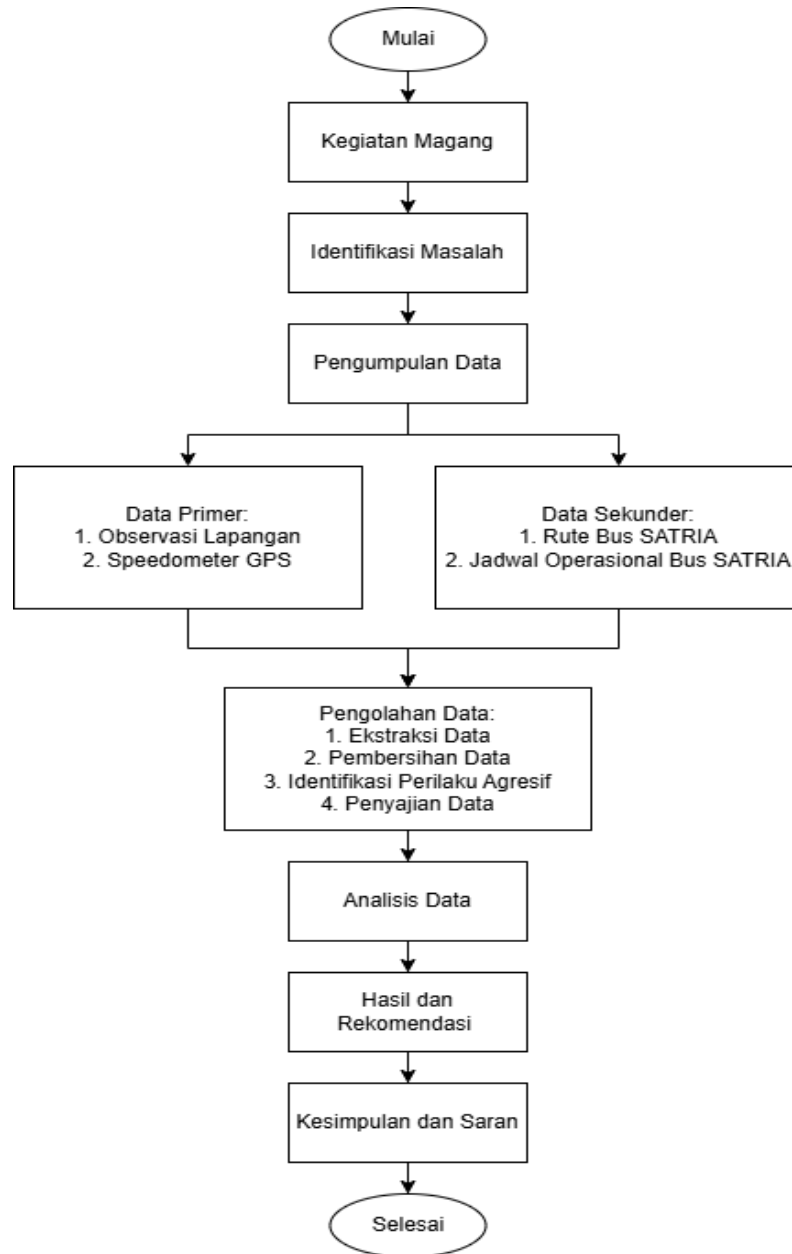 Mulai
Kegiatan Magang
Identifikasi Masalah
Pengumpulan Data
Data Primer:
1. Observasi Lapangan
2. Speedometer GPS
Data Sekunder:
1. Rute Bus SATRIA
2. Jadwal Operasional Bus SATRIA
Pengolahan Data:
1. Ekstraksi Data
2. Pembersihan Data
3. Identifikasi Perilaku Agresif
4. Penyajian Data
Analisis Data
Hasil dan
Rekomendasi
Kesimpulan dan Saran
Selesai